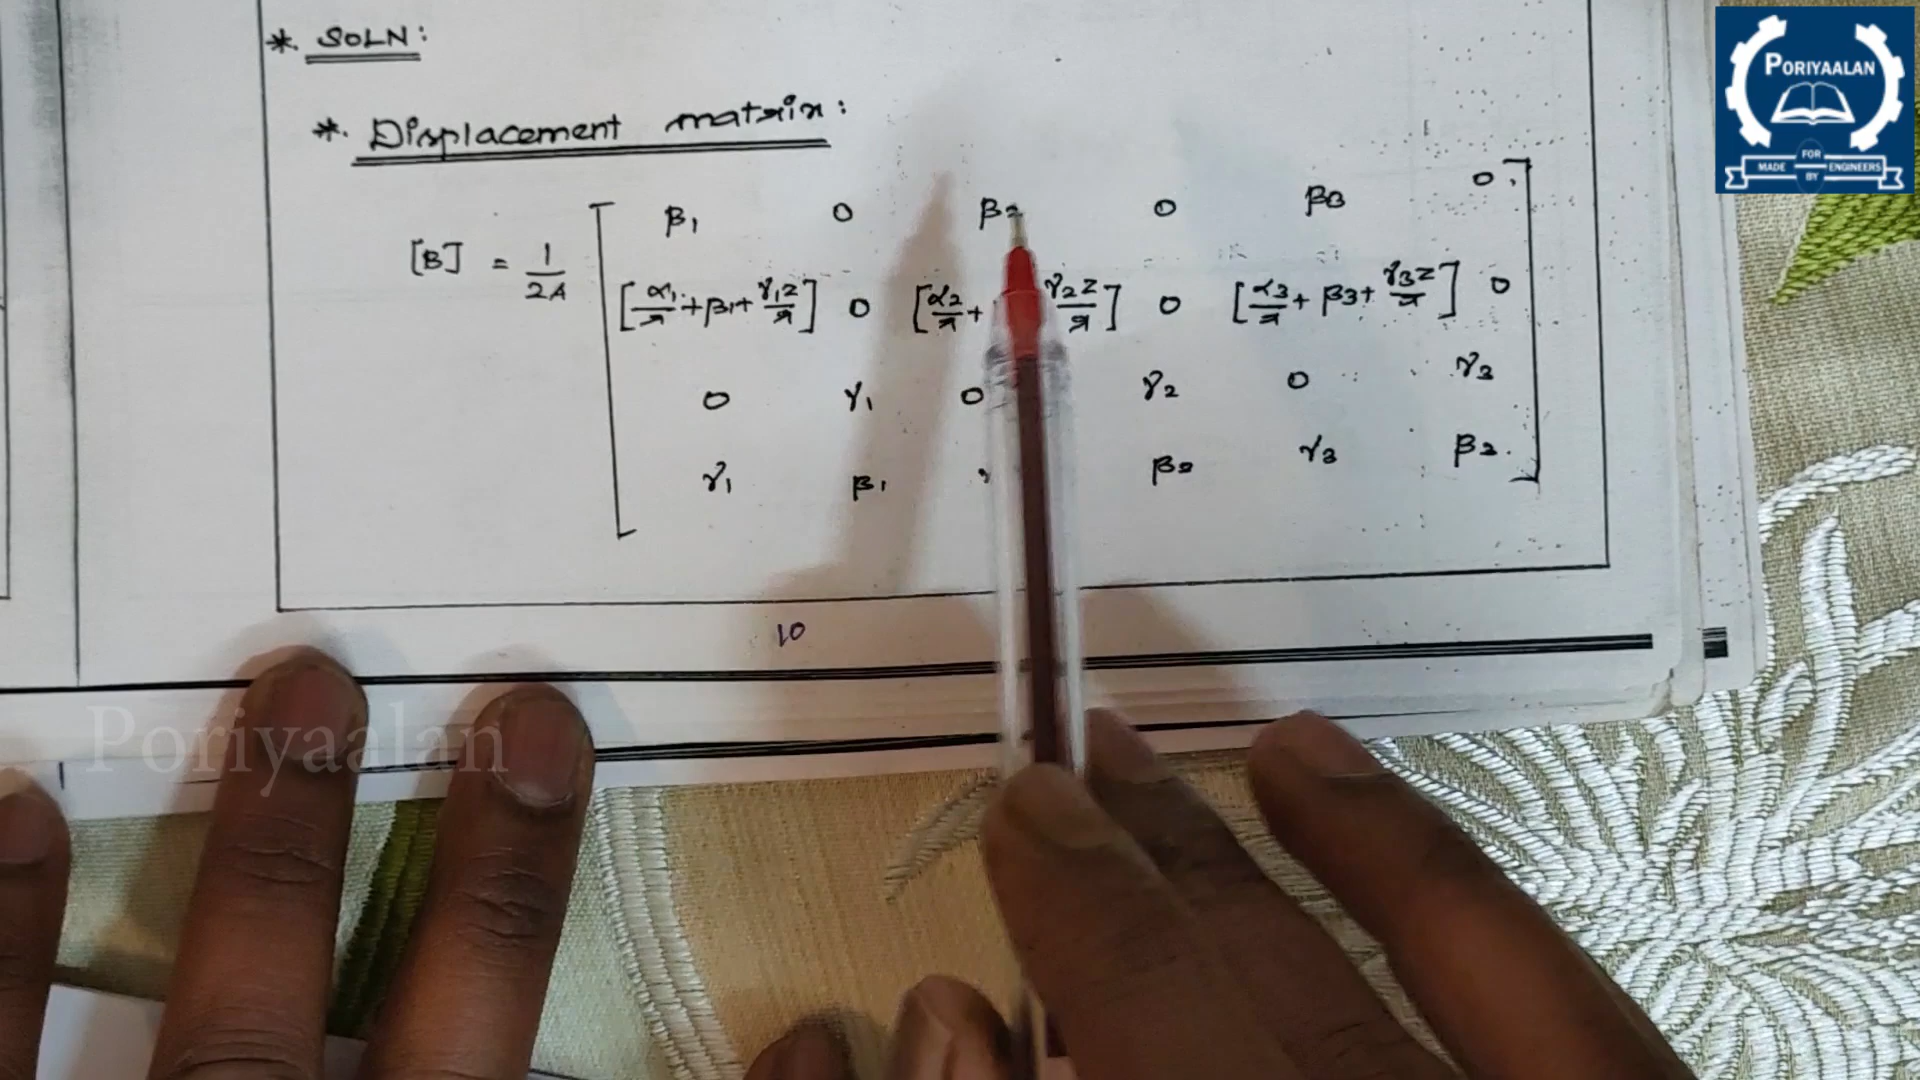 PORIYAALAN
MADE FOR BY ENGINEERS
*. SOLN:
*. Displacement matrix:
[B] = 1/2A
β1 0 β2 0 β3 0
[α1/r + β1 + γ1z/r] 0 [α2/r + γ2z/r] 0 [α3/r + β3 + γ3z/r] 0
0 γ1 0 γ2 0 γ3
γ1 β1 β2 γ3 β3
10
Poriyaalan